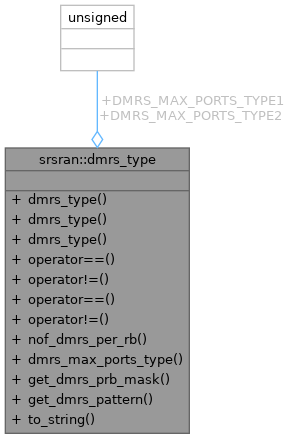 unsigned
+DMRS_MAX_PORTS_TYPE1
+DMRS_MAX_PORTS_TYPE2
srsran::dmrs_type
+ dmrs_type()
+ dmrs_type()
+ dmrs_type()
+ operator==()
+ operator!=()
+ operator==()
+ operator!=()
+ nof_dmrs_per_rb()
+ dmrs_max_ports_type()
+ get_dmrs_prb_mask()
+ get_dmrs_pattern()
+ to_string()